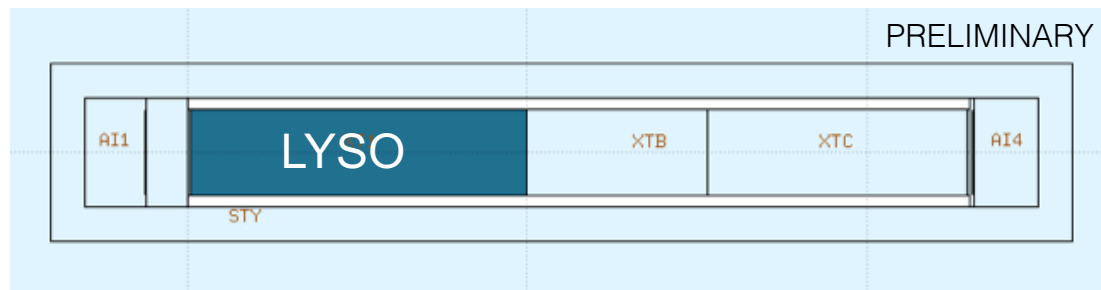 PRELIMINARY
AI1
LYSO
XTB
XTC
AI4
STY